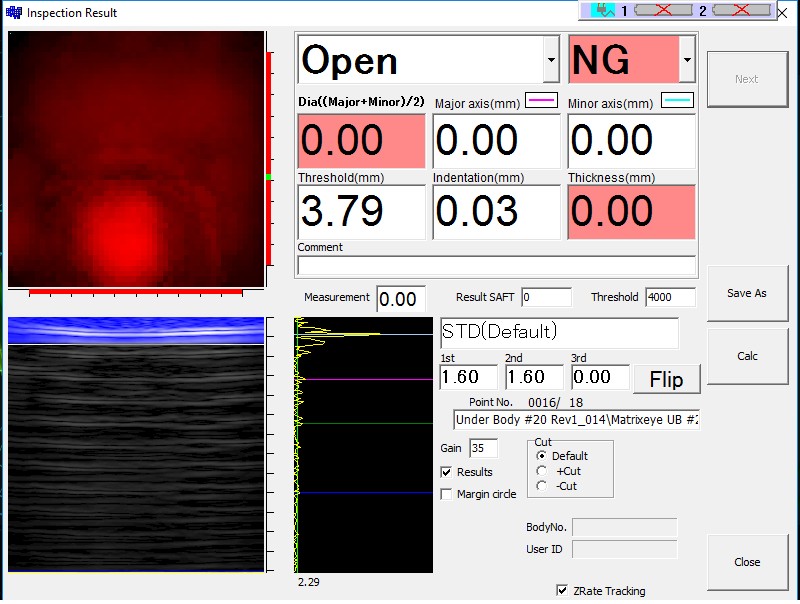 Inspection Result
1 2
Open NG
Next
Dia((Major+Minor)/2) Major axis(mm) Minor axis(mm)
0.00 0.00 0.00
Threshold(mm) Indentation(mm) Thickness(mm)
3.79 0.03 0.00
Comment
Measurement 0.00 Result SAFT 0 Threshold 4000
Save As
STD(Default)
Calc
1st 2nd 3rd
1.60 1.60 0.00 Flip
Point No. 0016/ 18
Under Body #20 Rev1_014\Matrixeye UB #2
Gain 35
Cut
Default
Results
+Cut
-Cut
Margin circle
BodyNo.
User ID
Close
2.29
ZRate Tracking